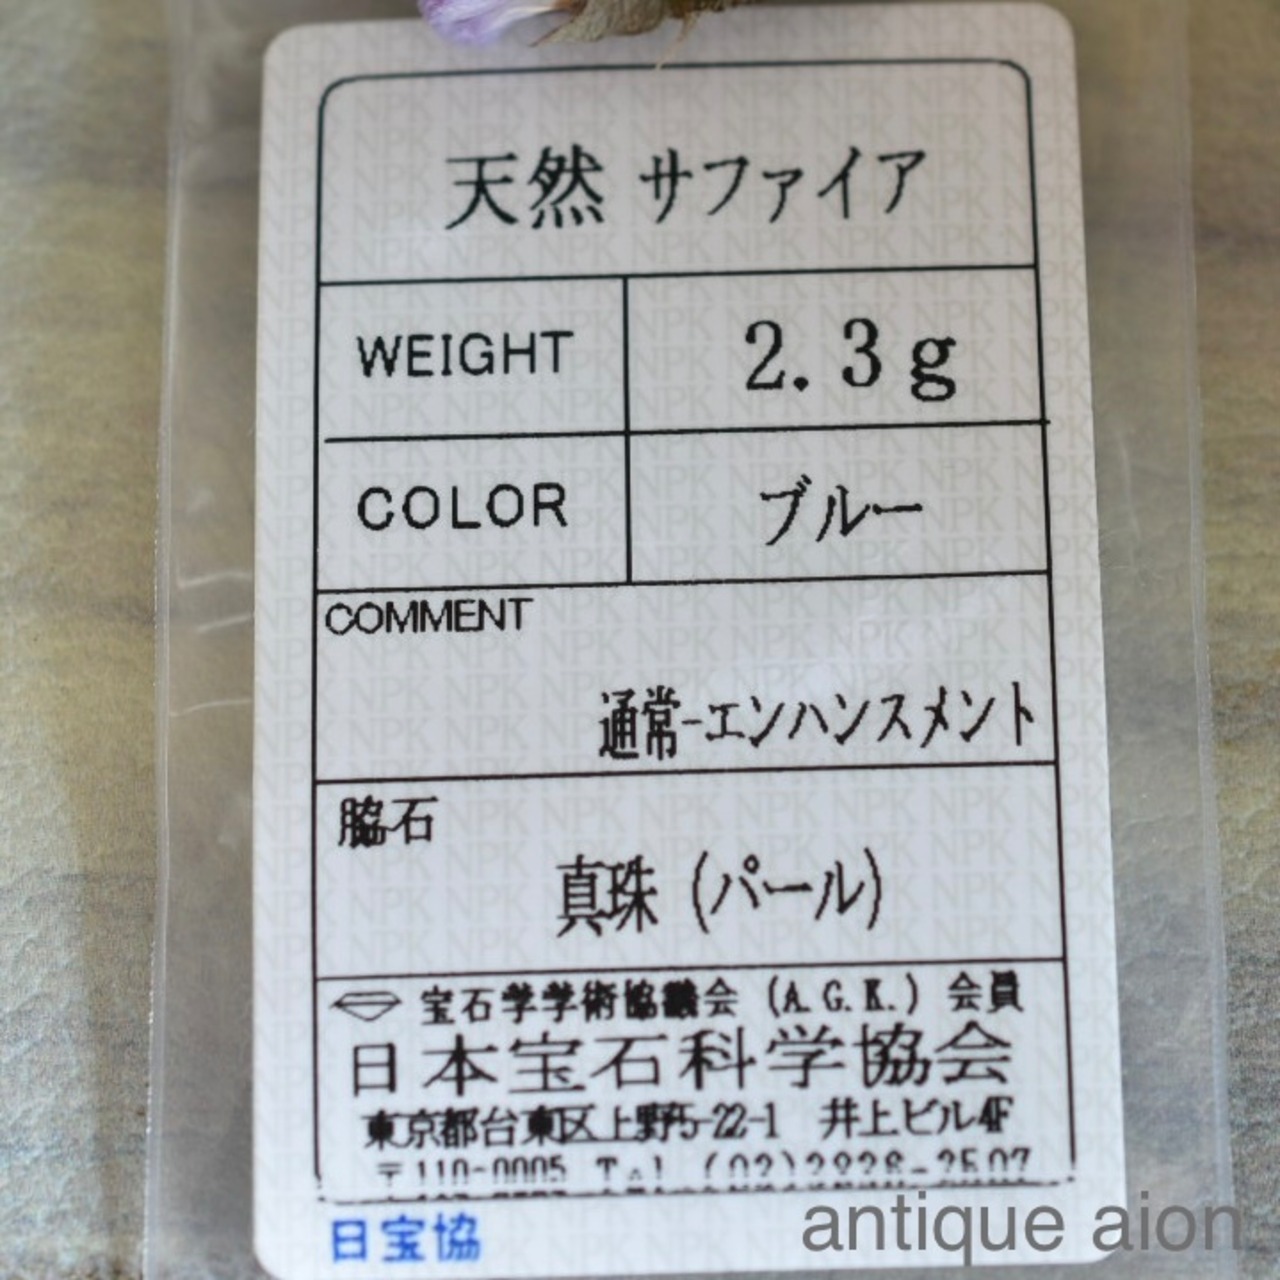 天然 サファイア
WEIGHT 2.3g
COLOR ブルー
COMMENT
通常-エンハンスメント
脇石
真珠 (パール)
宝石学学術協議会 (A.G.K.) 会員
日本宝石科学協会
東京都台東区上野5-22-1 井上ビル4F
〒110-0005 Tel
日宝協
antique aion